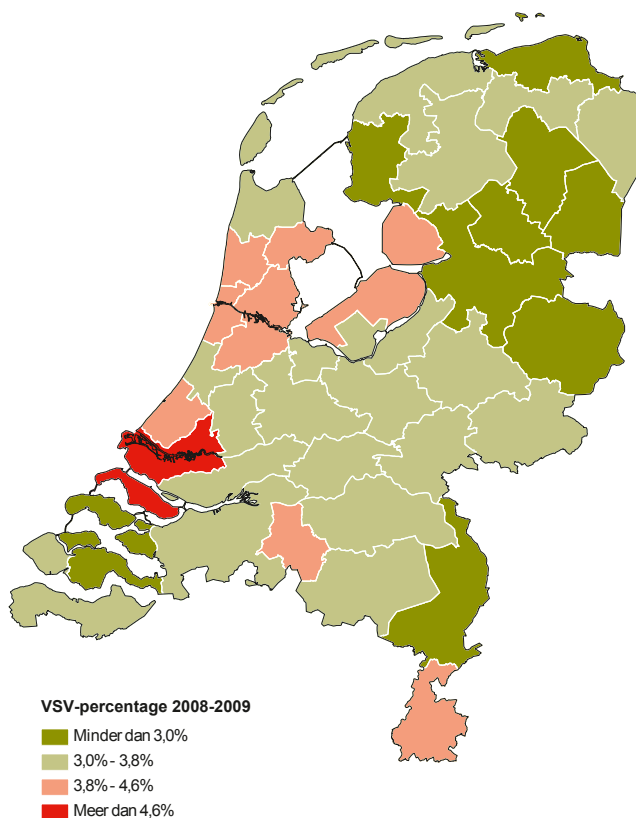 VSV-percentage 2008-2009
Minder dan 3,0%
3,0% - 3,8%
3,8% - 4,6%
Meer dan 4,6%